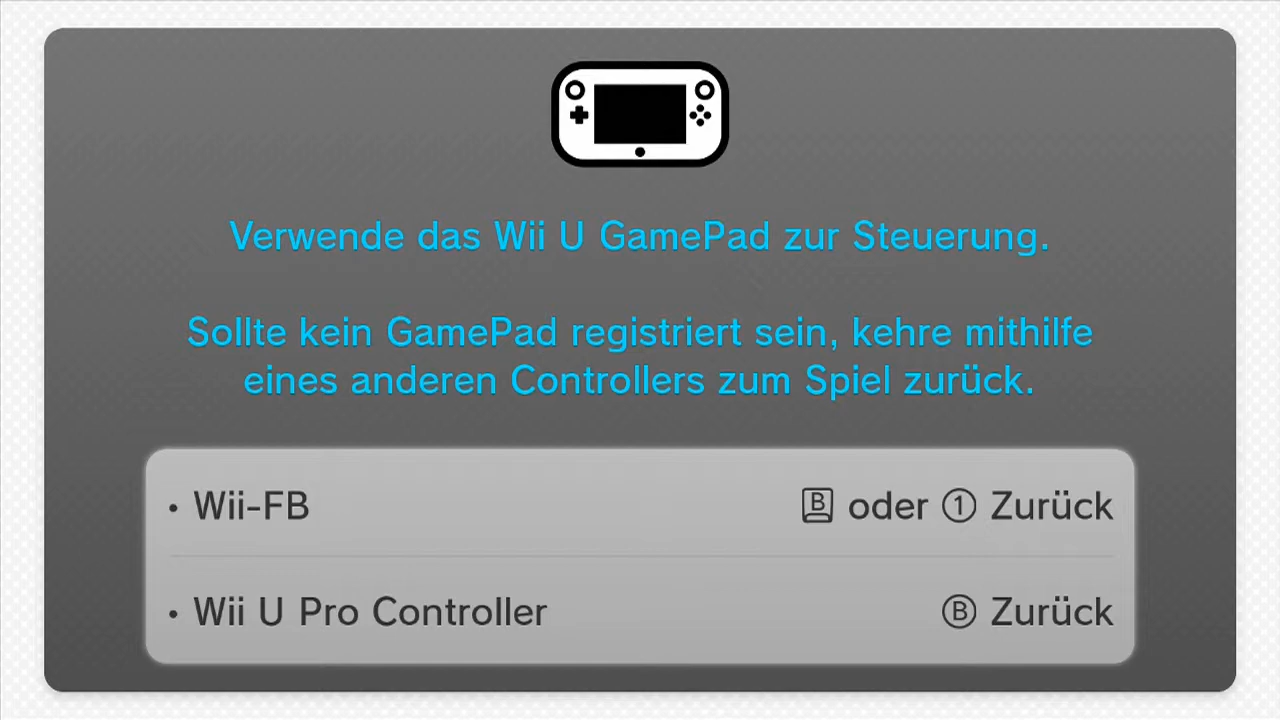 Verwende das Wii U GamePad zur Steuerung.
Sollte kein GamePad registriert sein, kehre mithilfe
eines anderen Controllers zum Spiel zurück.
• Wii-FB B oder ① Zurück
• Wii U Pro Controller Ⓑ Zurück